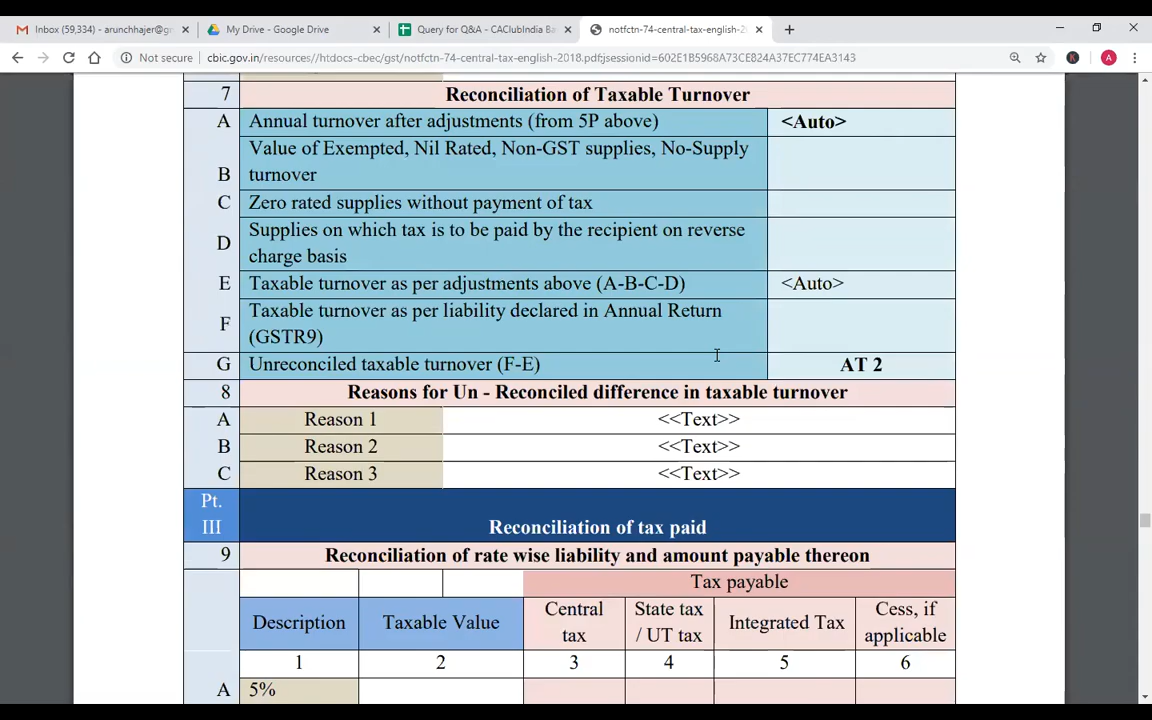 Inbox (59,334) - arunchhajer@gm
My Drive - Google Drive
Query for Q&A - CAClubIndia Ba
notfctn-74-central-tax-english-2
Not secure | cbic.gov.in/resources//htdocs-cbec/gst/notfctn-74-central-tax-english-2018.pdf;jsessionid=602E1B5968A73CE824A37EC774EA3143
K
A
7 Reconciliation of Taxable Turnover
A Annual turnover after adjustments (from 5P above) <Auto>
Value of Exempted, Nil Rated, Non-GST supplies, No-Supply
B turnover
C Zero rated supplies without payment of tax
Supplies on which tax is to be paid by the recipient on reverse
D charge basis
E Taxable turnover as per adjustments above (A-B-C-D) <Auto>
Taxable turnover as per liability declared in Annual Return
F (GSTR9)
G Unreconciled taxable turnover (F-E) AT 2
8 Reasons for Un - Reconciled difference in taxable turnover
A Reason 1 <<Text>>
B Reason 2 <<Text>>
C Reason 3 <<Text>>
Pt.
III Reconciliation of tax paid
9 Reconciliation of rate wise liability and amount payable thereon
Tax payable
Description Taxable Value Central tax State tax / UT tax Integrated Tax Cess, if applicable
1 2 3 4 5 6
A 5%